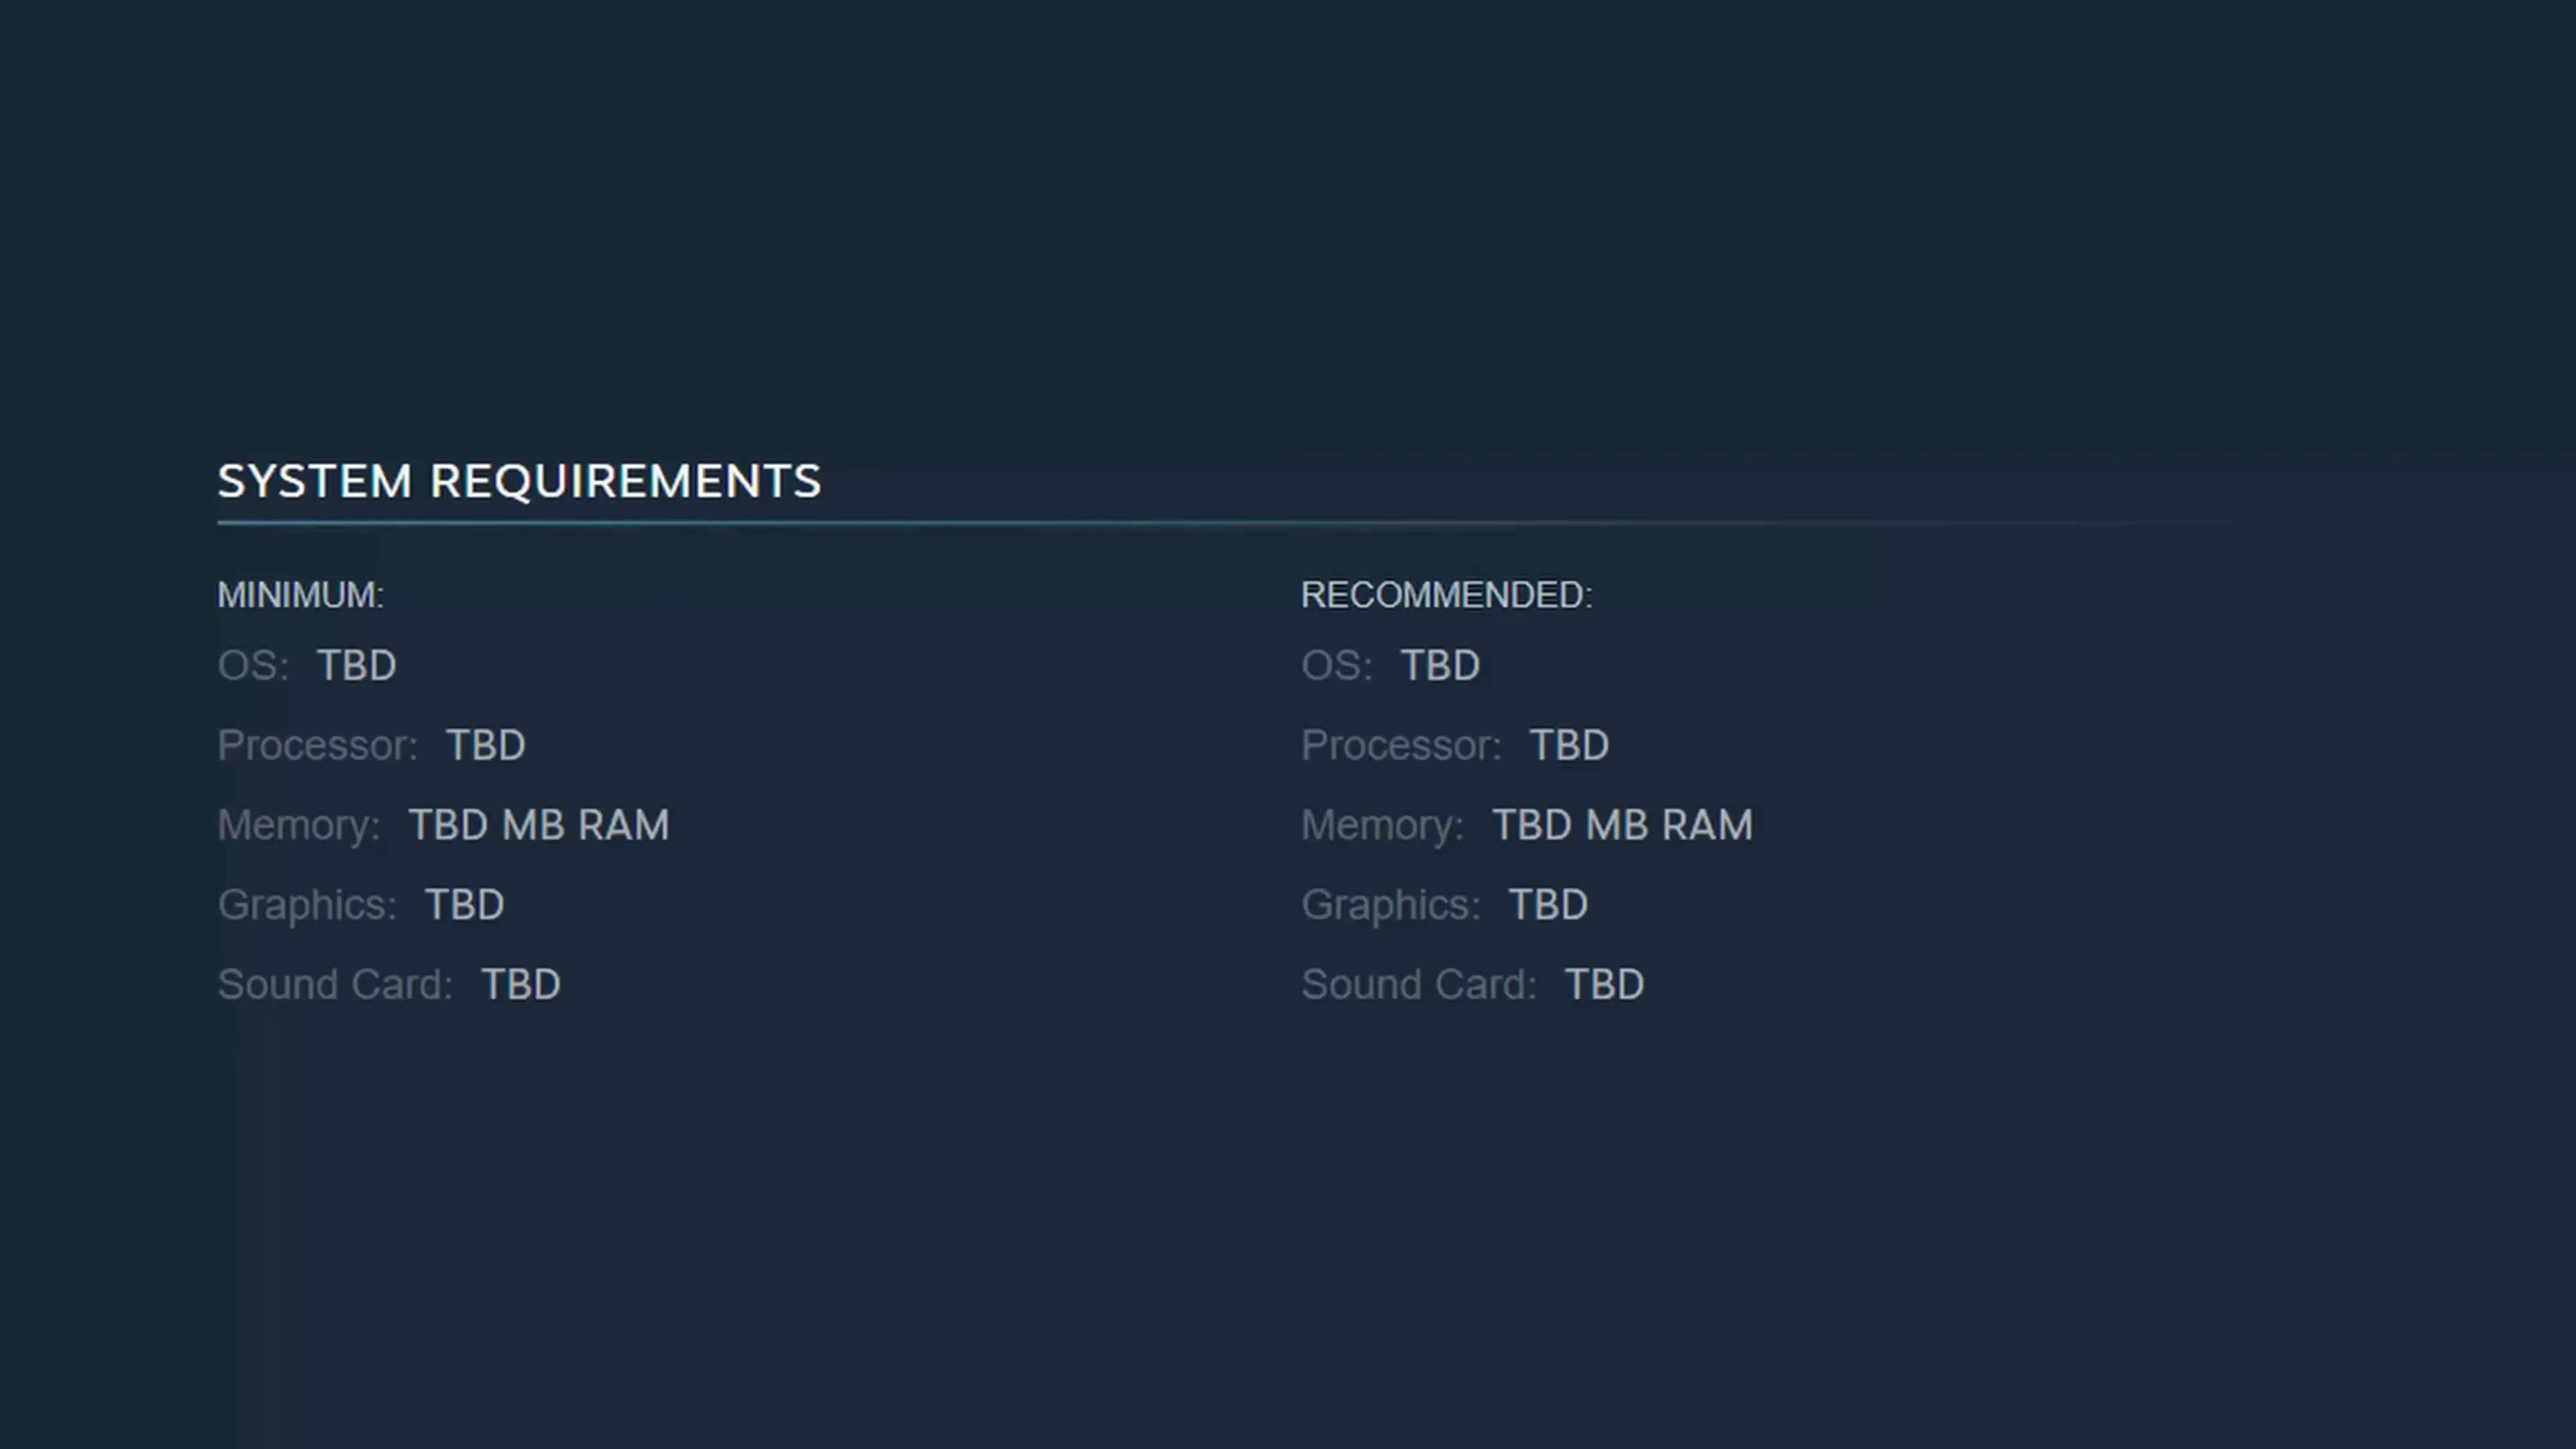 SYSTEM REQUIREMENTS
MINIMUM:
OS: TBD
Processor: TBD
Memory: TBD MB RAM
Graphics: TBD
Sound Card: TBD
RECOMMENDED:
OS: TBD
Processor: TBD
Memory: TBD MB RAM
Graphics: TBD
Sound Card: TBD